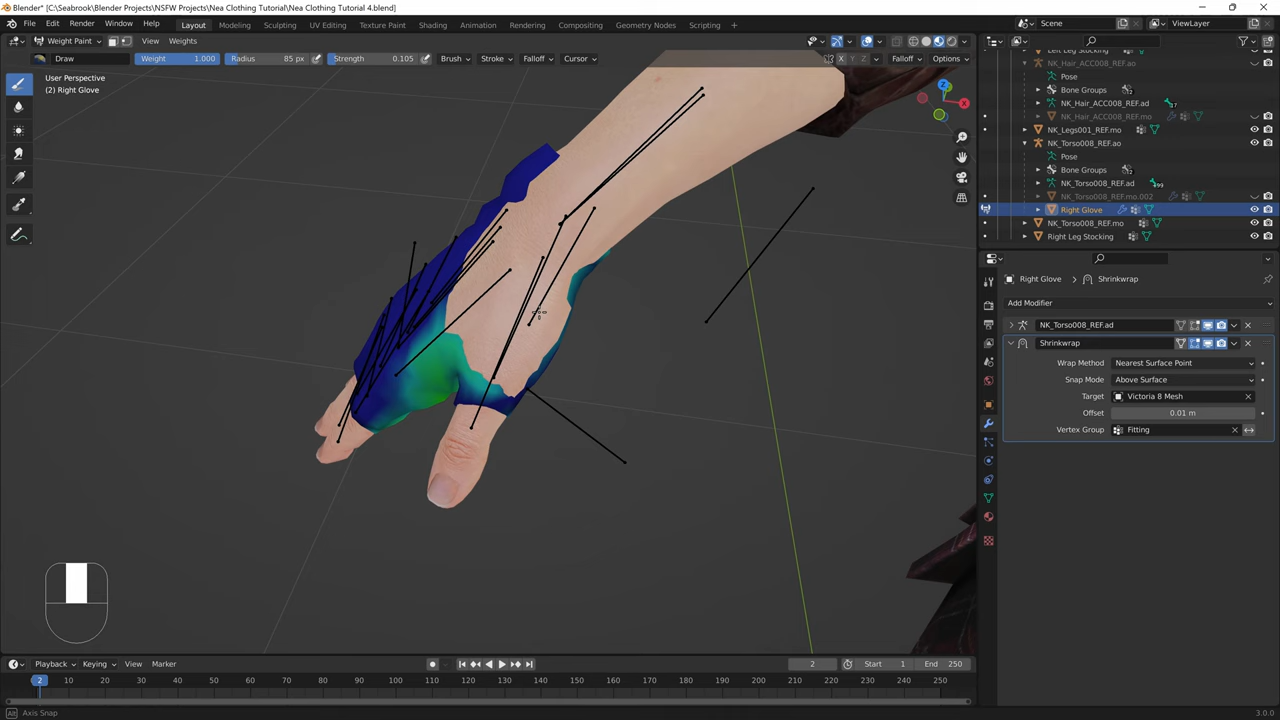 Blender* [C:\Seabrook\Blender Projects\NSFW Projects\Nea Clothing Tutorial\Nea Clothing Tutorial 4.blend]
File Edit Render Window Help Layout Modeling Sculpting UV Editing Texture Paint Shading Animation Rendering Compositing Geometry Nodes Scripting Scene ViewLayer
Weight Paint View Weights
Draw Weight 1.000 Radius 85 px Strength 0.105 Brush Stroke Falloff Cursor X Y Z Falloff Options
User Perspective
(2) Right Glove
Z
X
Left Leg Stocking
NK_Hair_ACC008_REF.ao
Pose
Bone Groups
NK_Hair_ACC008_REF.ad
NK_Hair_ACC008_REF.mo
NK_Legs001_REF.mo
NK_Torso008_REF.ao
Pose
Bone Groups
NK_Torso008_REF.ad
NK_Torso008_REF.mo.002
Right Glove
NK_Torso008_REF.mo
Right Leg Stocking
Right Glove > Shrinkwrap
Add Modifier
NK_Torso008_REF.ad
Shrinkwrap
Wrap Method Nearest Surface Point
Snap Mode Above Surface
Target Victoria 8 Mesh
Offset 0.01 m
Vertex Group Fitting
Playback Keying View Marker 2 Start 1 End 250
2 10 20 30 40 50 60 70 80 90 100 110 120 130 140 150 160 170 180 190 200 210 220 230 240 250
Axis Snap 3.0.0